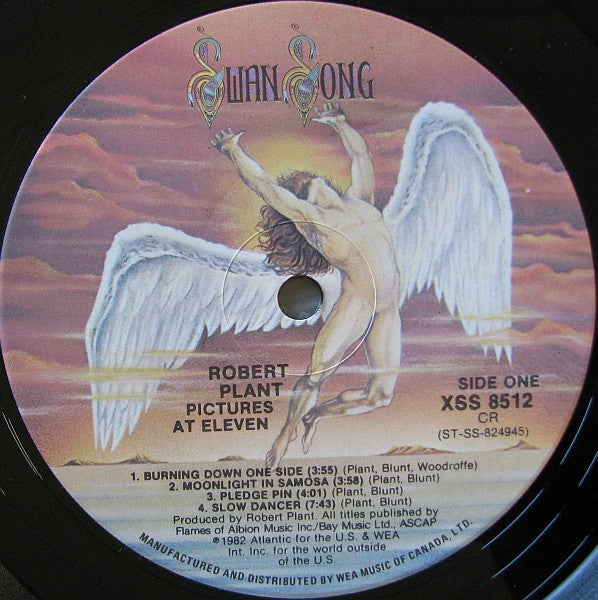 SWAN SONG
ROBERT
PLANT
PICTURES
AT ELEVEN
SIDE ONE
XSS 8512
CR
(ST-SS-824945)
1. BURNING DOWN ONE SIDE (3:55) (Plant, Blunt, Woodroffe)
2. MOONLIGHT IN SAMOSA (3:58) (Plant, Blunt)
3. PLEDGE PIN (4:01) (Plant, Blunt)
4. SLOW DANCER (7:43) (Plant, Blunt)
Produced by Robert Plant. All titles published by
Flames of Albion Music Inc./Bay Music Ltd., ASCAP
℗1982 Atlantic for the U.S. & WEA
Int. Inc. for the world outside
of the U.S.
MANUFACTURED AND DISTRIBUTED BY WEA MUSIC OF CANADA, LTD.